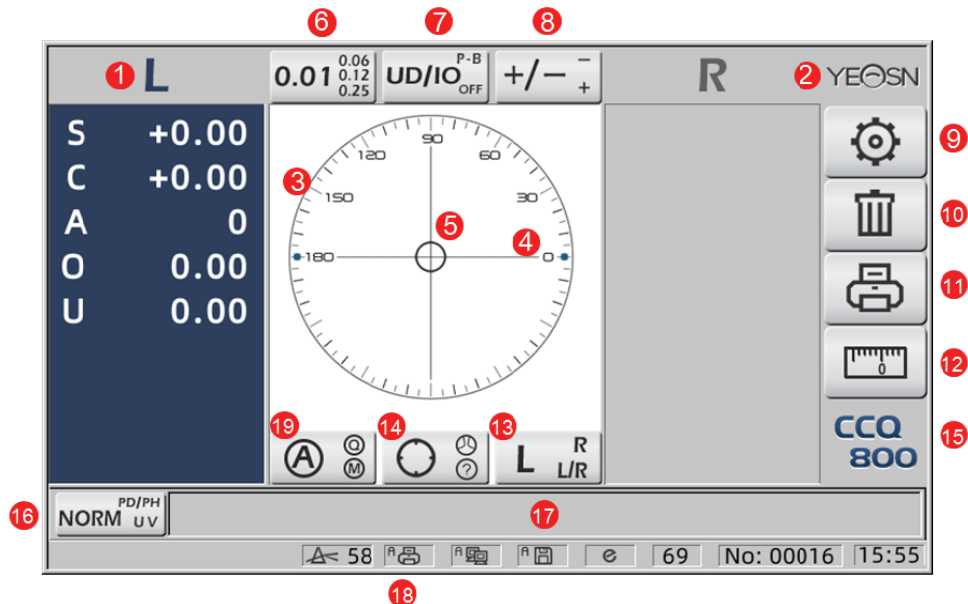 6 7 8
1 L 0.01 0.06 0.12 0.25 UD/IO P-B OFF +/- - + R 2 YEOSN
S +0.00
C +0.00
A 0
O 0.00
U 0.00
90
120 60
3 150 30
5
180 4 0
9
10
11
0
12
19 A Q M 14 ? 13 L R L/R
CCQ 15
800
16 NORM PD/PH UV 17
58 A A A e 69 No: 00016 15:55
18